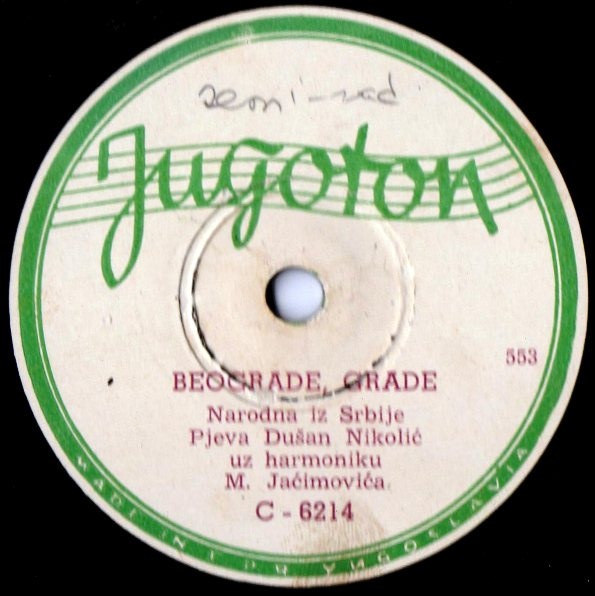 Jugoton
553
BEOGRADE, GRADE
Narodna iz Srbije
Pjeva Dušan Nikolić
uz harmoniku
M. Jaćimovića
C - 6214
MADE IN F.P.R. YUGOSLAVIA